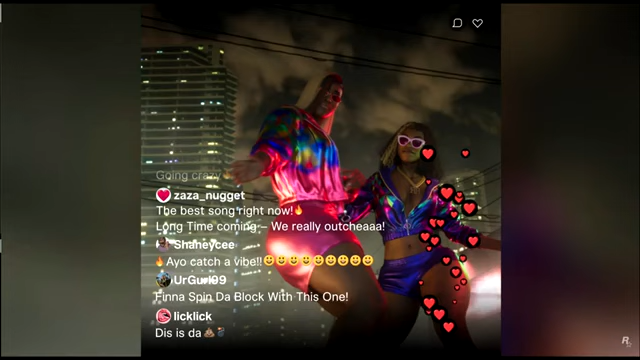 Going crazy
zaza_nugget
The best song right now!🔥
Long Time coming – We really outcheaaa!
Shaneycee
🔥Ayo catch a vibe!!😃😃😃😃😃😃😃😃😃
UrGurl99
Finna Spin Da Block With This One!
licklick
Dis is da💩
R